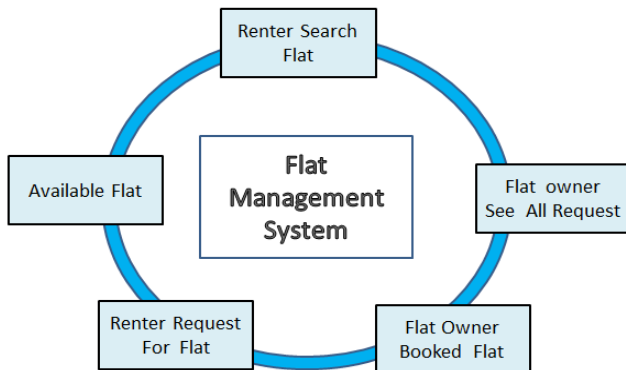 Renter Search
Flat
Available Flat
Flat
Management
System
Flat owner
See All Request
Renter Request
For Flat
Flat Owner
Booked Flat